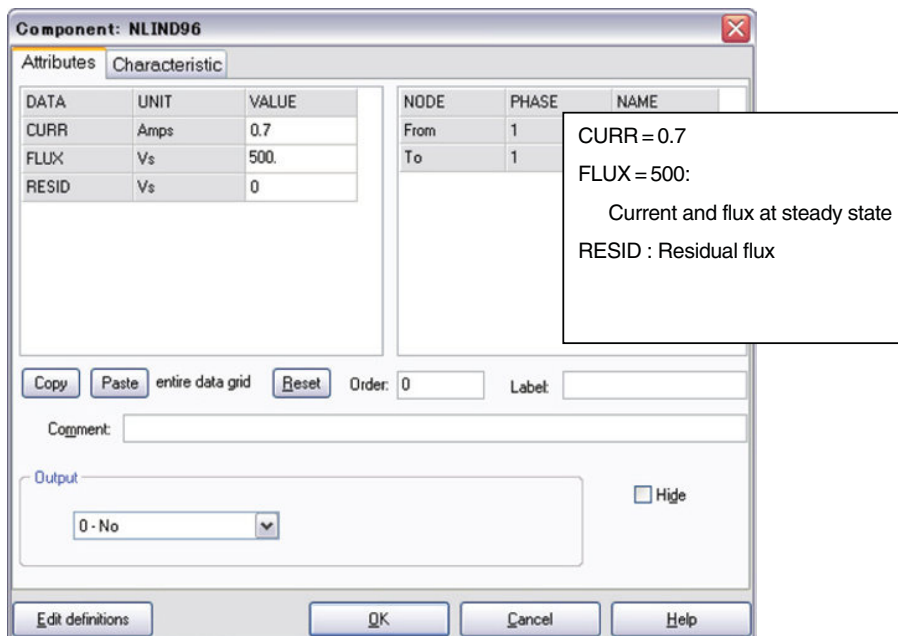 Component: NLIND96
Attributes Characteristic
DATA UNIT VALUE
CURR Amps 0.7
FLUX Vs 500.
RESID Vs 0
NODE PHASE NAME
From 1
To 1
CURR = 0.7
FLUX = 500:
Current and flux at steady state
RESID : Residual flux
Copy Paste entire data grid Reset Order: 0 Label:
Comment:
Output
0 - No
Hide
Edit definitions OK Cancel Help